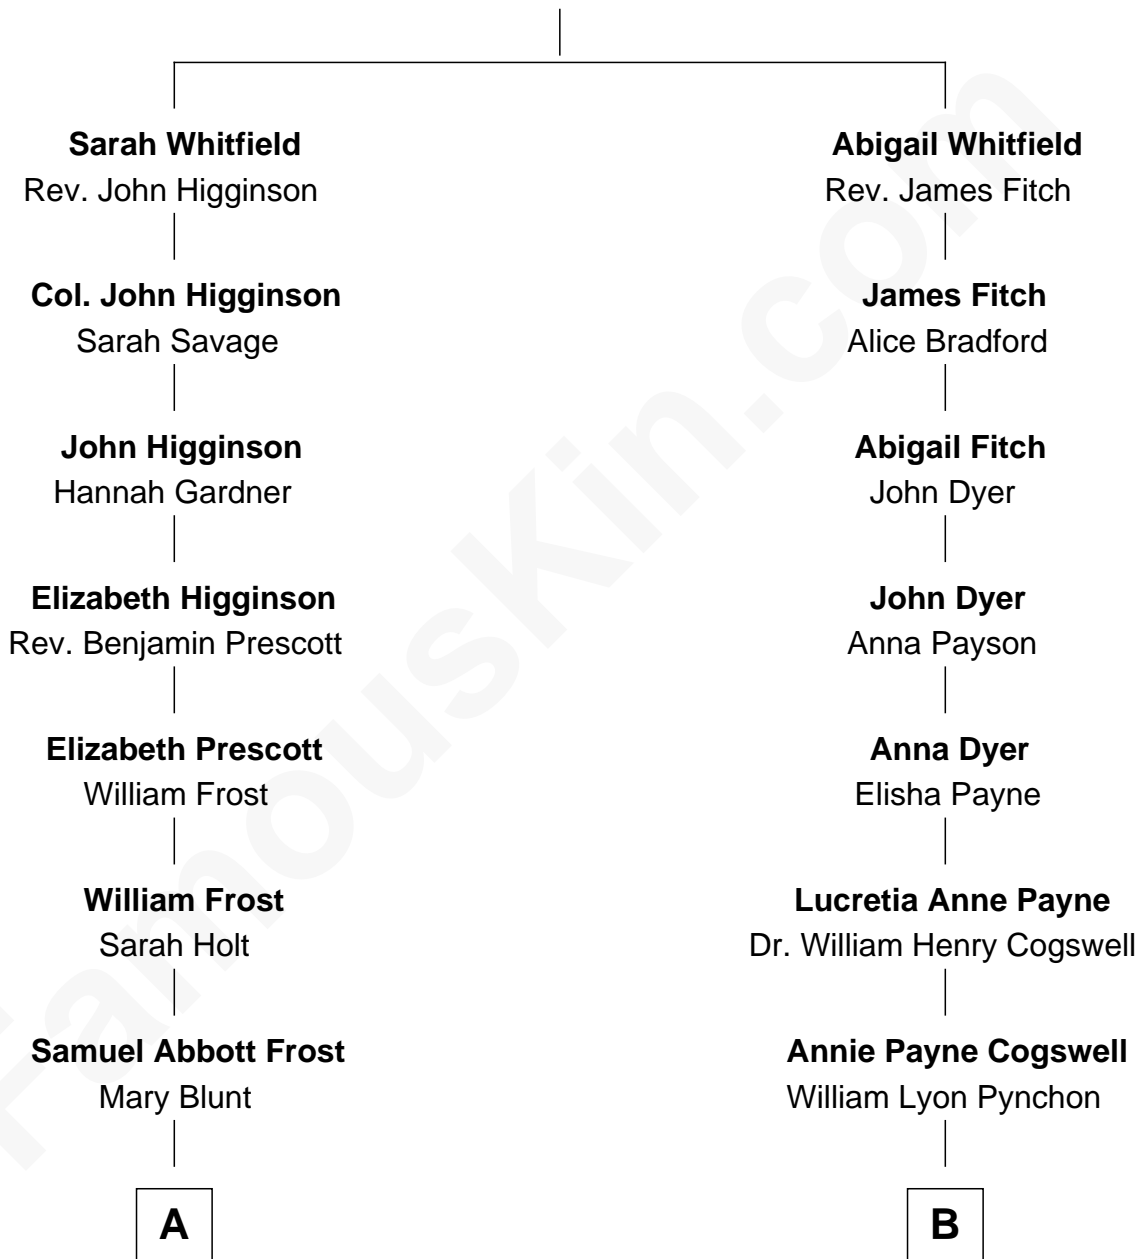 Sarah Whitfield
Rev. John Higginson
Col. John Higginson
Sarah Savage
John Higginson
Hannah Gardner
Elizabeth Higginson
Rev. Benjamin Prescott
Elizabeth Prescott
William Frost
William Frost
Sarah Holt
Samuel Abbott Frost
Mary Blunt
A
Abigail Whitfield
Rev. James Fitch
James Fitch
Alice Bradford
Abigail Fitch
John Dyer
John Dyer
Anna Payson
Anna Dyer
Elisha Payne
Lucretia Anne Payne
Dr. William Henry Cogswell
Annie Payne Cogswell
William Lyon Pynchon
B
FamousKin.com